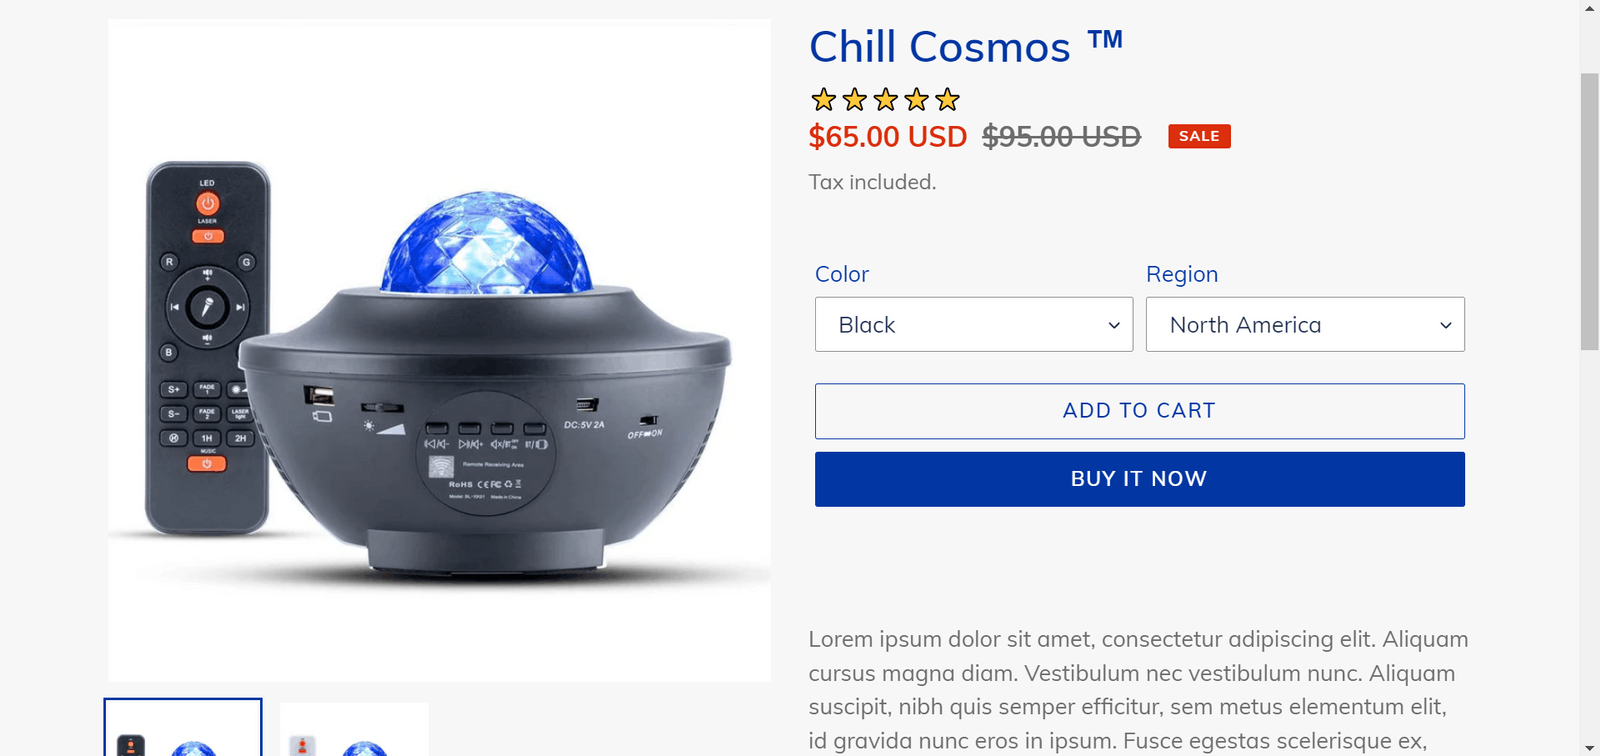 Chill Cosmos ™
$65.00 USD $95.00 USD SALE
Tax included.
Color
Region
Black
North America
ADD TO CART
BUY IT NOW
Lorem ipsum dolor sit amet, consectetur adipiscing elit. Aliquam
cursus magna diam. Vestibulum nec vestibulum nunc. Aliquam
suscipit, nibh quis semper efficitur, sem metus elementum elit,
id gravida nunc eros in ipsum. Fusce egestas scelerisque ex,
LED
LASER
R G
B
S+ FADE 1
S− FADE 2 LASER light
1H 2H
MUSIC
DC:5V 2A
OFF ON
Remote Receiving Area
RoHS CE FC
Made in China